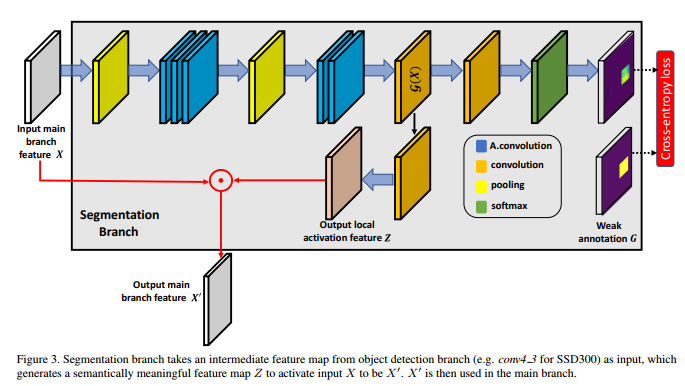 Input main
branch
feature X
𝒢(X)
Cross-entropy loss
A.convolution
convolution
pooling
softmax
Segmentation
Branch
Output local
activation feature Z
Weak
annotation G
Output main
branch feature X′
Figure 3. Segmentation branch takes an intermediate feature map from object detection branch (e.g. conv4_3 for SSD300) as input, which
generates a semantically meaningful feature map Z to activate input X to be X′. X′ is then used in the main branch.